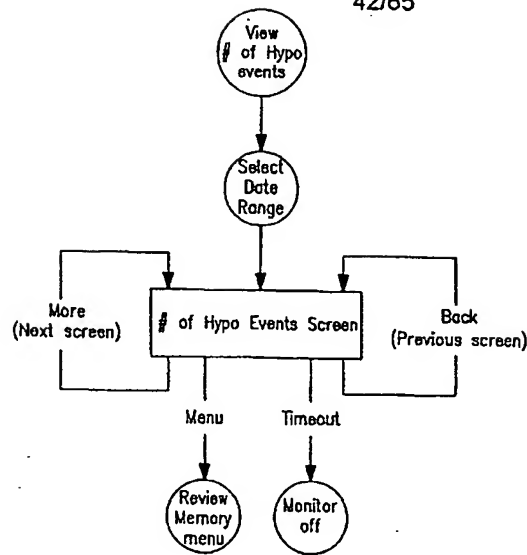 42/65
View
# of Hypo
events
Select
Date
Range
More
(Next screen)
# of Hypo Events Screen
Back
(Previous screen)
Menu
Timeout
Review
Memory
menu
Monitor
off